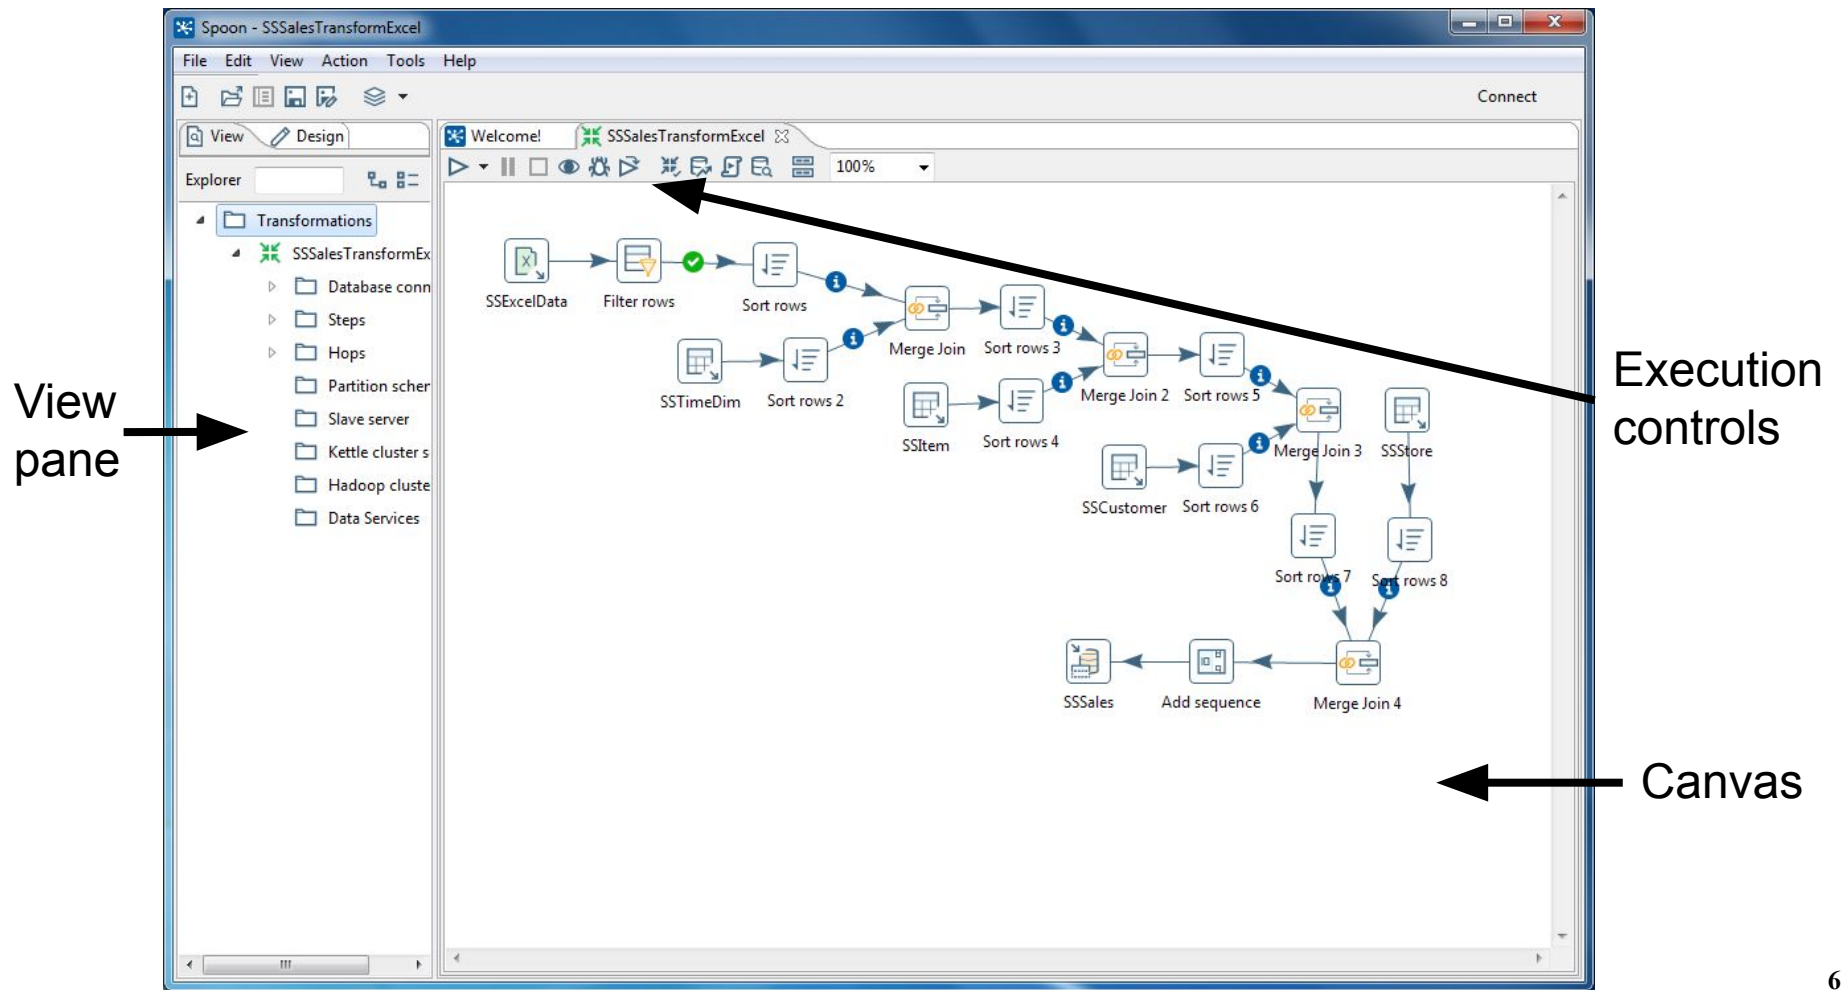 Spoon - SSSalesTransformExcel
File Edit View Action Tools Help
Connect
View Design
Welcome! SSSalesTransformExcel
Explorer
100%
Transformations
SSSalesTransformEx
Database conn
Steps
Hops
Partition scher
Slave server
Kettle cluster s
Hadoop cluste
Data Services
SSExcelData
Filter rows
Sort rows
Merge Join
Sort rows 3
SSTimeDim
Sort rows 2
Merge Join 2
Sort rows 5
SSItem
Sort rows 4
Merge Join 3
SSStore
SSCustomer
Sort rows 6
Sort rows 7
Sort rows 8
SSSales
Add sequence
Merge Join 4
View
pane
Execution
controls
Canvas
6